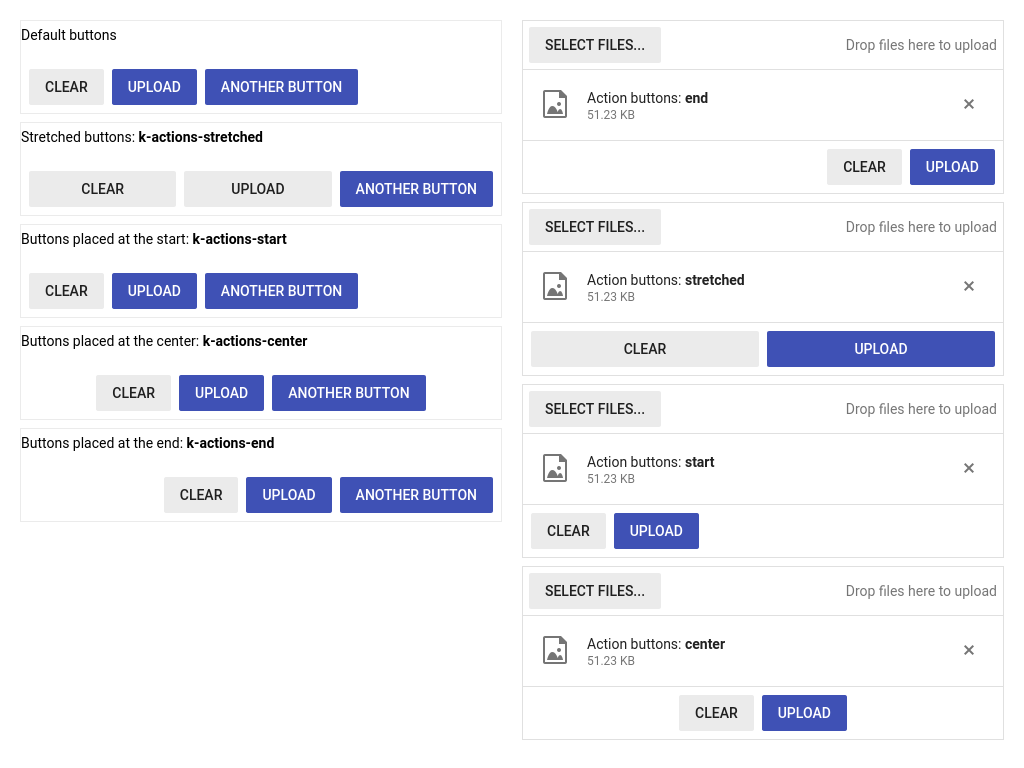 Default buttons
CLEAR UPLOAD ANOTHER BUTTON
Stretched buttons: k-actions-stretched
CLEAR UPLOAD ANOTHER BUTTON
Buttons placed at the start: k-actions-start
CLEAR UPLOAD ANOTHER BUTTON
Buttons placed at the center: k-actions-center
CLEAR UPLOAD ANOTHER BUTTON
Buttons placed at the end: k-actions-end
CLEAR UPLOAD ANOTHER BUTTON
SELECT FILES... Drop files here to upload
Action buttons: end
51.23 KB
CLEAR UPLOAD
SELECT FILES... Drop files here to upload
Action buttons: stretched
51.23 KB
CLEAR UPLOAD
SELECT FILES... Drop files here to upload
Action buttons: start
51.23 KB
CLEAR UPLOAD
SELECT FILES... Drop files here to upload
Action buttons: center
51.23 KB
CLEAR UPLOAD